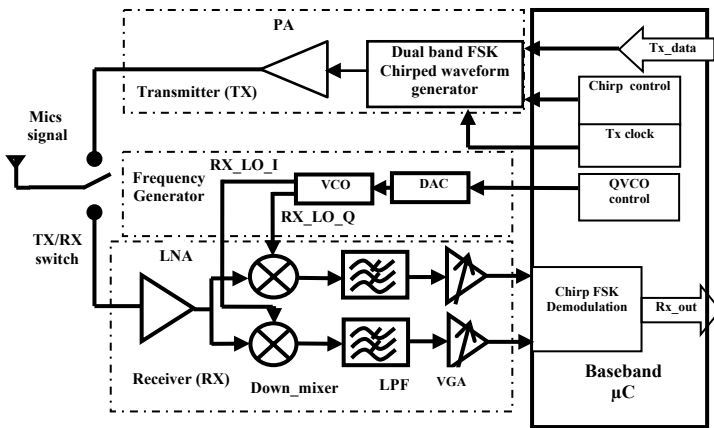 PA
Dual band FSK
Chirped waveform
generator
Transmitter (TX)
Tx_data
Chirp control
Tx clock
Mics
signal
RX_LO_I
Frequency
Generator
VCO
DAC
QVCO
control
RX_LO_Q
TX/RX
switch
LNA
Chirp FSK
Demodulation
Rx_out
Receiver (RX)
Down_mixer
LPF
VGA
Baseband
µC